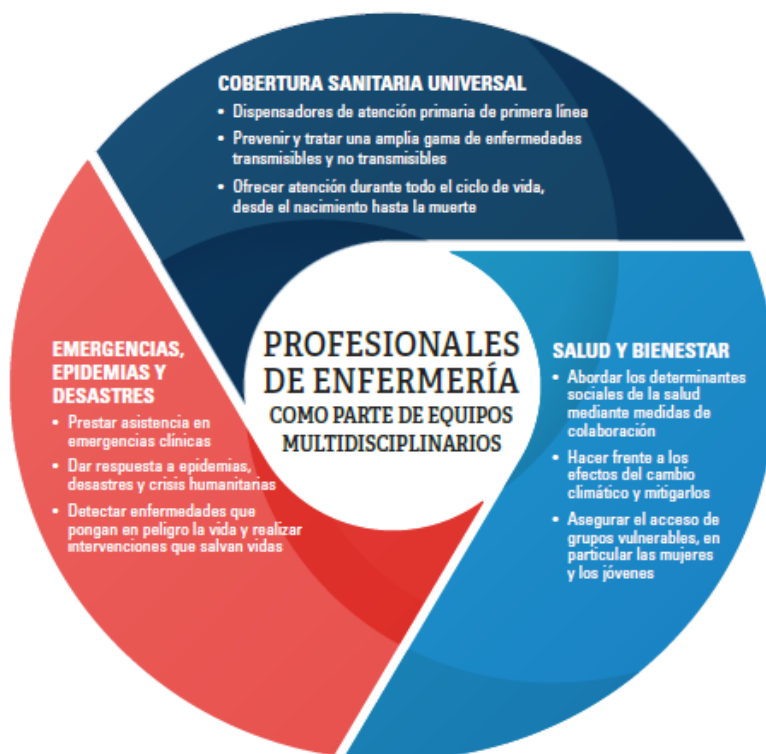 COBERTURA SANITARIA UNIVERSAL
• Dispensadores de atención primaria de primera línea
• Prevenir y tratar una amplia gama de enfermedades
transmisibles y no transmisibles
• Ofrecer atención durante todo el ciclo de vida,
desde el nacimiento hasta la muerte
PROFESIONALES
DE ENFERMERÍA
COMO PARTE DE EQUIPOS
MULTIDISCIPLINARIOS
EMERGENCIAS,
EPIDEMIAS Y
DESASTRES
• Prestar asistencia en
emergencias clínicas
• Dar respuesta a epidemias,
desastres y crisis humanitarias
• Detectar enfermedades que
pongan en peligro la vida y realizar
intervenciones que salvan vidas
SALUD Y BIENESTAR
• Abordar los determinantes
sociales de la salud
mediante medidas de
colaboración
• Hacer frente a los
efectos del cambio
climático y mitigarlos
• Asegurar el acceso de
grupos vulnerables, en
particular las mujeres
y los jóvenes